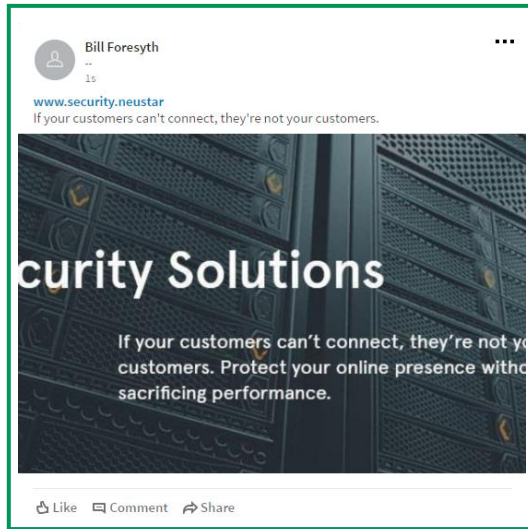 Bill Foresyth
--
1s
www.security.neustar
If your customers can't connect, they're not your customers.
curity Solutions
If your customers can’t connect, they’re not yo
customers. Protect your online presence witho
sacrificing performance.
Like Comment Share